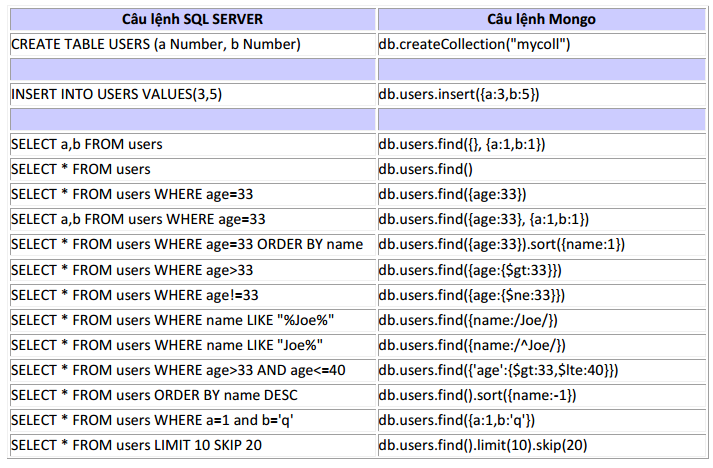 Câu lệnh SQL SERVER Câu lệnh Mongo
CREATE TABLE USERS (a Number, b Number) db.createCollection("mycoll")
INSERT INTO USERS VALUES(3,5) db.users.insert({a:3,b:5})
SELECT a,b FROM users db.users.find({}, {a:1,b:1})
SELECT * FROM users db.users.find()
SELECT * FROM users WHERE age=33 db.users.find({age:33})
SELECT a,b FROM users WHERE age=33 db.users.find({age:33}, {a:1,b:1})
SELECT * FROM users WHERE age=33 ORDER BY name db.users.find({age:33}).sort({name:1})
SELECT * FROM users WHERE age>33 db.users.find({age:{$gt:33}})
SELECT * FROM users WHERE age!=33 db.users.find({age:{$ne:33}})
SELECT * FROM users WHERE name LIKE "%Joe%" db.users.find({name:/Joe/})
SELECT * FROM users WHERE name LIKE "Joe%" db.users.find({name:/^Joe/})
SELECT * FROM users WHERE age>33 AND age<=40 db.users.find({'age':{$gt:33,$lte:40}})
SELECT * FROM users ORDER BY name DESC db.users.find().sort({name:-1})
SELECT * FROM users WHERE a=1 and b='q' db.users.find({a:1,b:'q'})
SELECT * FROM users LIMIT 10 SKIP 20 db.users.find().limit(10).skip(20)